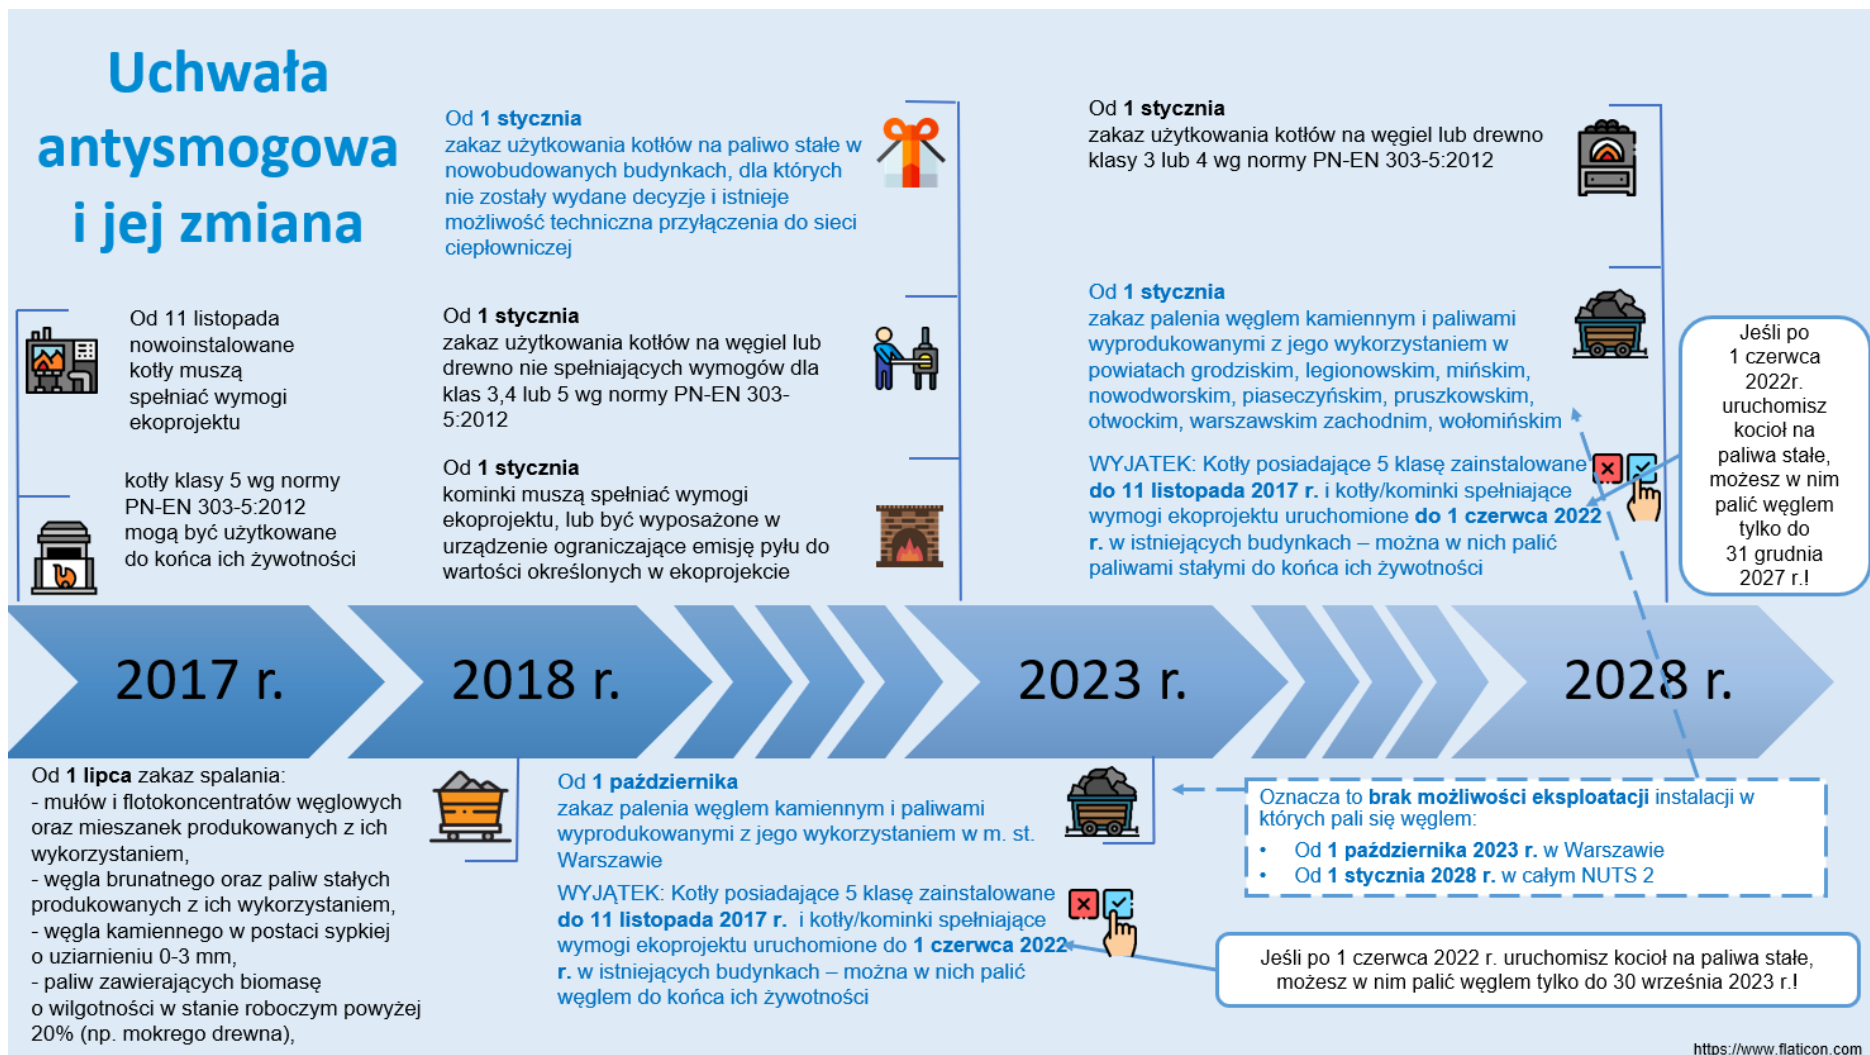 Uchwała
antysmogowa
i jej zmiana
Od 11 listopada
nowoinstalowane
kotły muszą
spełniać wymogi
ekoprojektu
kotły klasy 5 wg normy
PN-EN 303-5:2012
mogą być użytkowane
do końca ich żywotności
Od 1 stycznia
zakaz użytkowania kotłów na paliwo stałe w
nowobudowanych budynkach, dla których
nie zostały wydane decyzje i istnieje
możliwość techniczna przyłączenia do sieci
ciepłowniczej
Od 1 stycznia
zakaz użytkowania kotłów na węgiel lub
drewno nie spełniających wymogów dla
klas 3,4 lub 5 wg normy PN-EN 303-
5:2012
Od 1 stycznia
kominki muszą spełniać wymogi
ekoprojektu, lub być wyposażone w
urządzenie ograniczające emisję pyłu do
wartości określonych w ekoprojekcie
Od 1 stycznia
zakaz użytkowania kotłów na węgiel lub drewno
klasy 3 lub 4 wg normy PN-EN 303-5:2012
Od 1 stycznia
zakaz palenia węglem kamiennym i paliwami
wyprodukowanymi z jego wykorzystaniem w
powiatach grodziskim, legionowskim, mińskim,
nowodworskim, piaseczyńskim, pruszkowskim,
otwockim, warszawskim zachodnim, wołomińskim
WYJATEK: Kotły posiadające 5 klasę zainstalowane
do 11 listopada 2017 r. i kotły/kominki spełniające
wymogi ekoprojektu uruchomione do 1 czerwca 2022
r. w istniejących budynkach – można w nich palić
paliwami stałymi do końca ich żywotności
Jeśli po
1 czerwca
2022r.
uruchomisz
kocioł na
paliwa stałe,
możesz w nim
palić węglem
tylko do
31 grudnia
2027 r.!
2017 r.
2018 r.
2023 r.
2028 r.
Od 1 lipca zakaz spalania:
- mułów i flotokoncentratów węglowych
oraz mieszanek produkowanych z ich
wykorzystaniem,
- węgla brunatnego oraz paliw stałych
produkowanych z ich wykorzystaniem,
- węgla kamiennego w postaci sypkiej
o uziarnieniu 0-3 mm,
- paliw zawierających biomasę
o wilgotności w stanie roboczym powyżej
20% (np. mokrego drewna),
Od 1 października
zakaz palenia węglem kamiennym i paliwami
wyprodukowanymi z jego wykorzystaniem w m. st.
Warszawie
WYJĄTEK: Kotły posiadające 5 klasę zainstalowane
do 11 listopada 2017 r. i kotły/kominki spełniające
wymogi ekoprojektu uruchomione do 1 czerwca 2022
r. w istniejących budynkach – można w nich palić
węglem do końca ich żywotności
Oznacza to brak możliwości eksploatacji instalacji w
których pali się węglem:
• Od 1 października 2023 r. w Warszawie
• Od 1 stycznia 2028 r. w całym NUTS 2
Jeśli po 1 czerwca 2022 r. uruchomisz kocioł na paliwa stałe,
możesz w nim palić węglem tylko do 30 września 2023 r.!
https://www.flaticon.com